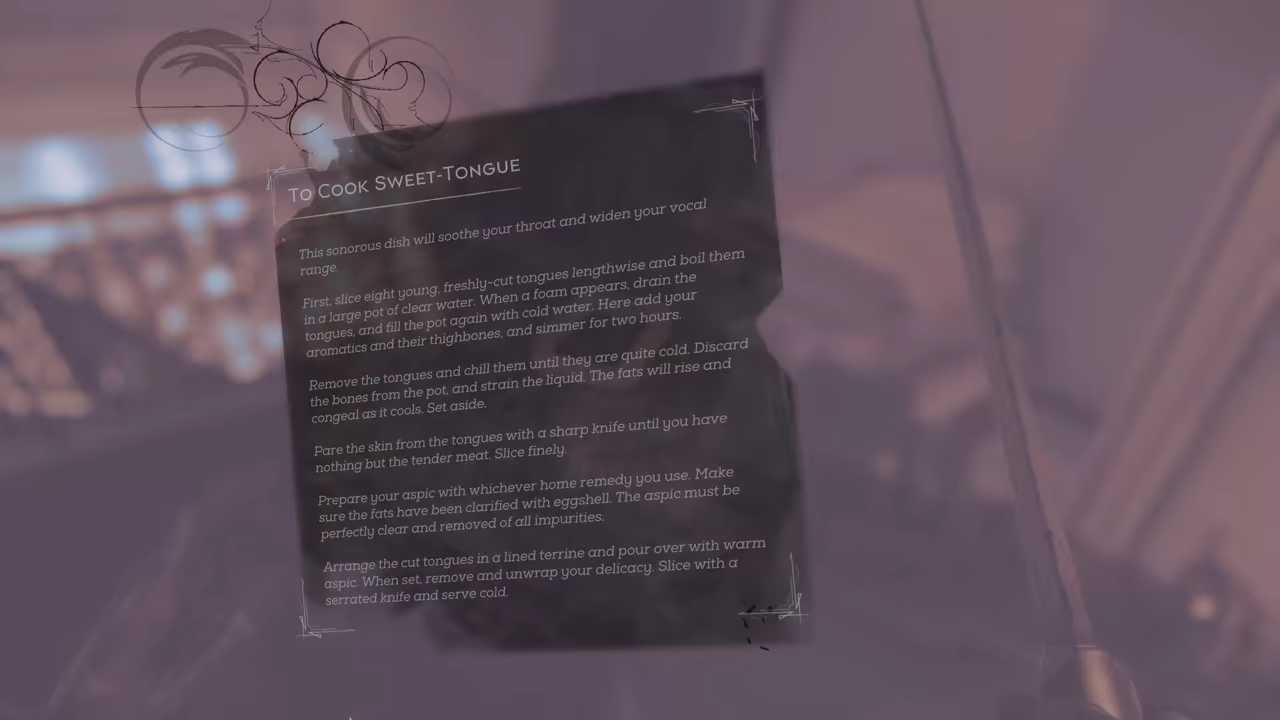 To Cook Sweet-Tongue
This sonorous dish will soothe your throat and widen your vocal
range.
First, slice eight young, freshly-cut tongues lengthwise and boil them
in a large pot of clear water. When a foam appears, drain the
tongues, and fill the pot again with cold water. Here add your
aromatics and their thighbones, and simmer for two hours.
Remove the tongues and chill them until they are quite cold. Discard
the bones from the pot, and strain the liquid. The fats will rise and
congeal as it cools. Set aside.
Pare the skin from the tongues with a sharp knife until you have
nothing but the tender meat. Slice finely.
Prepare your aspic with whichever home remedy you use. Make
sure the fats have been clarified with eggshell. The aspic must be
perfectly clear and removed of all impurities.
Arrange the cut tongues in a lined terrine and pour over with warm
aspic. When set, remove and unwrap your delicacy. Slice with a
serrated knife and serve cold.